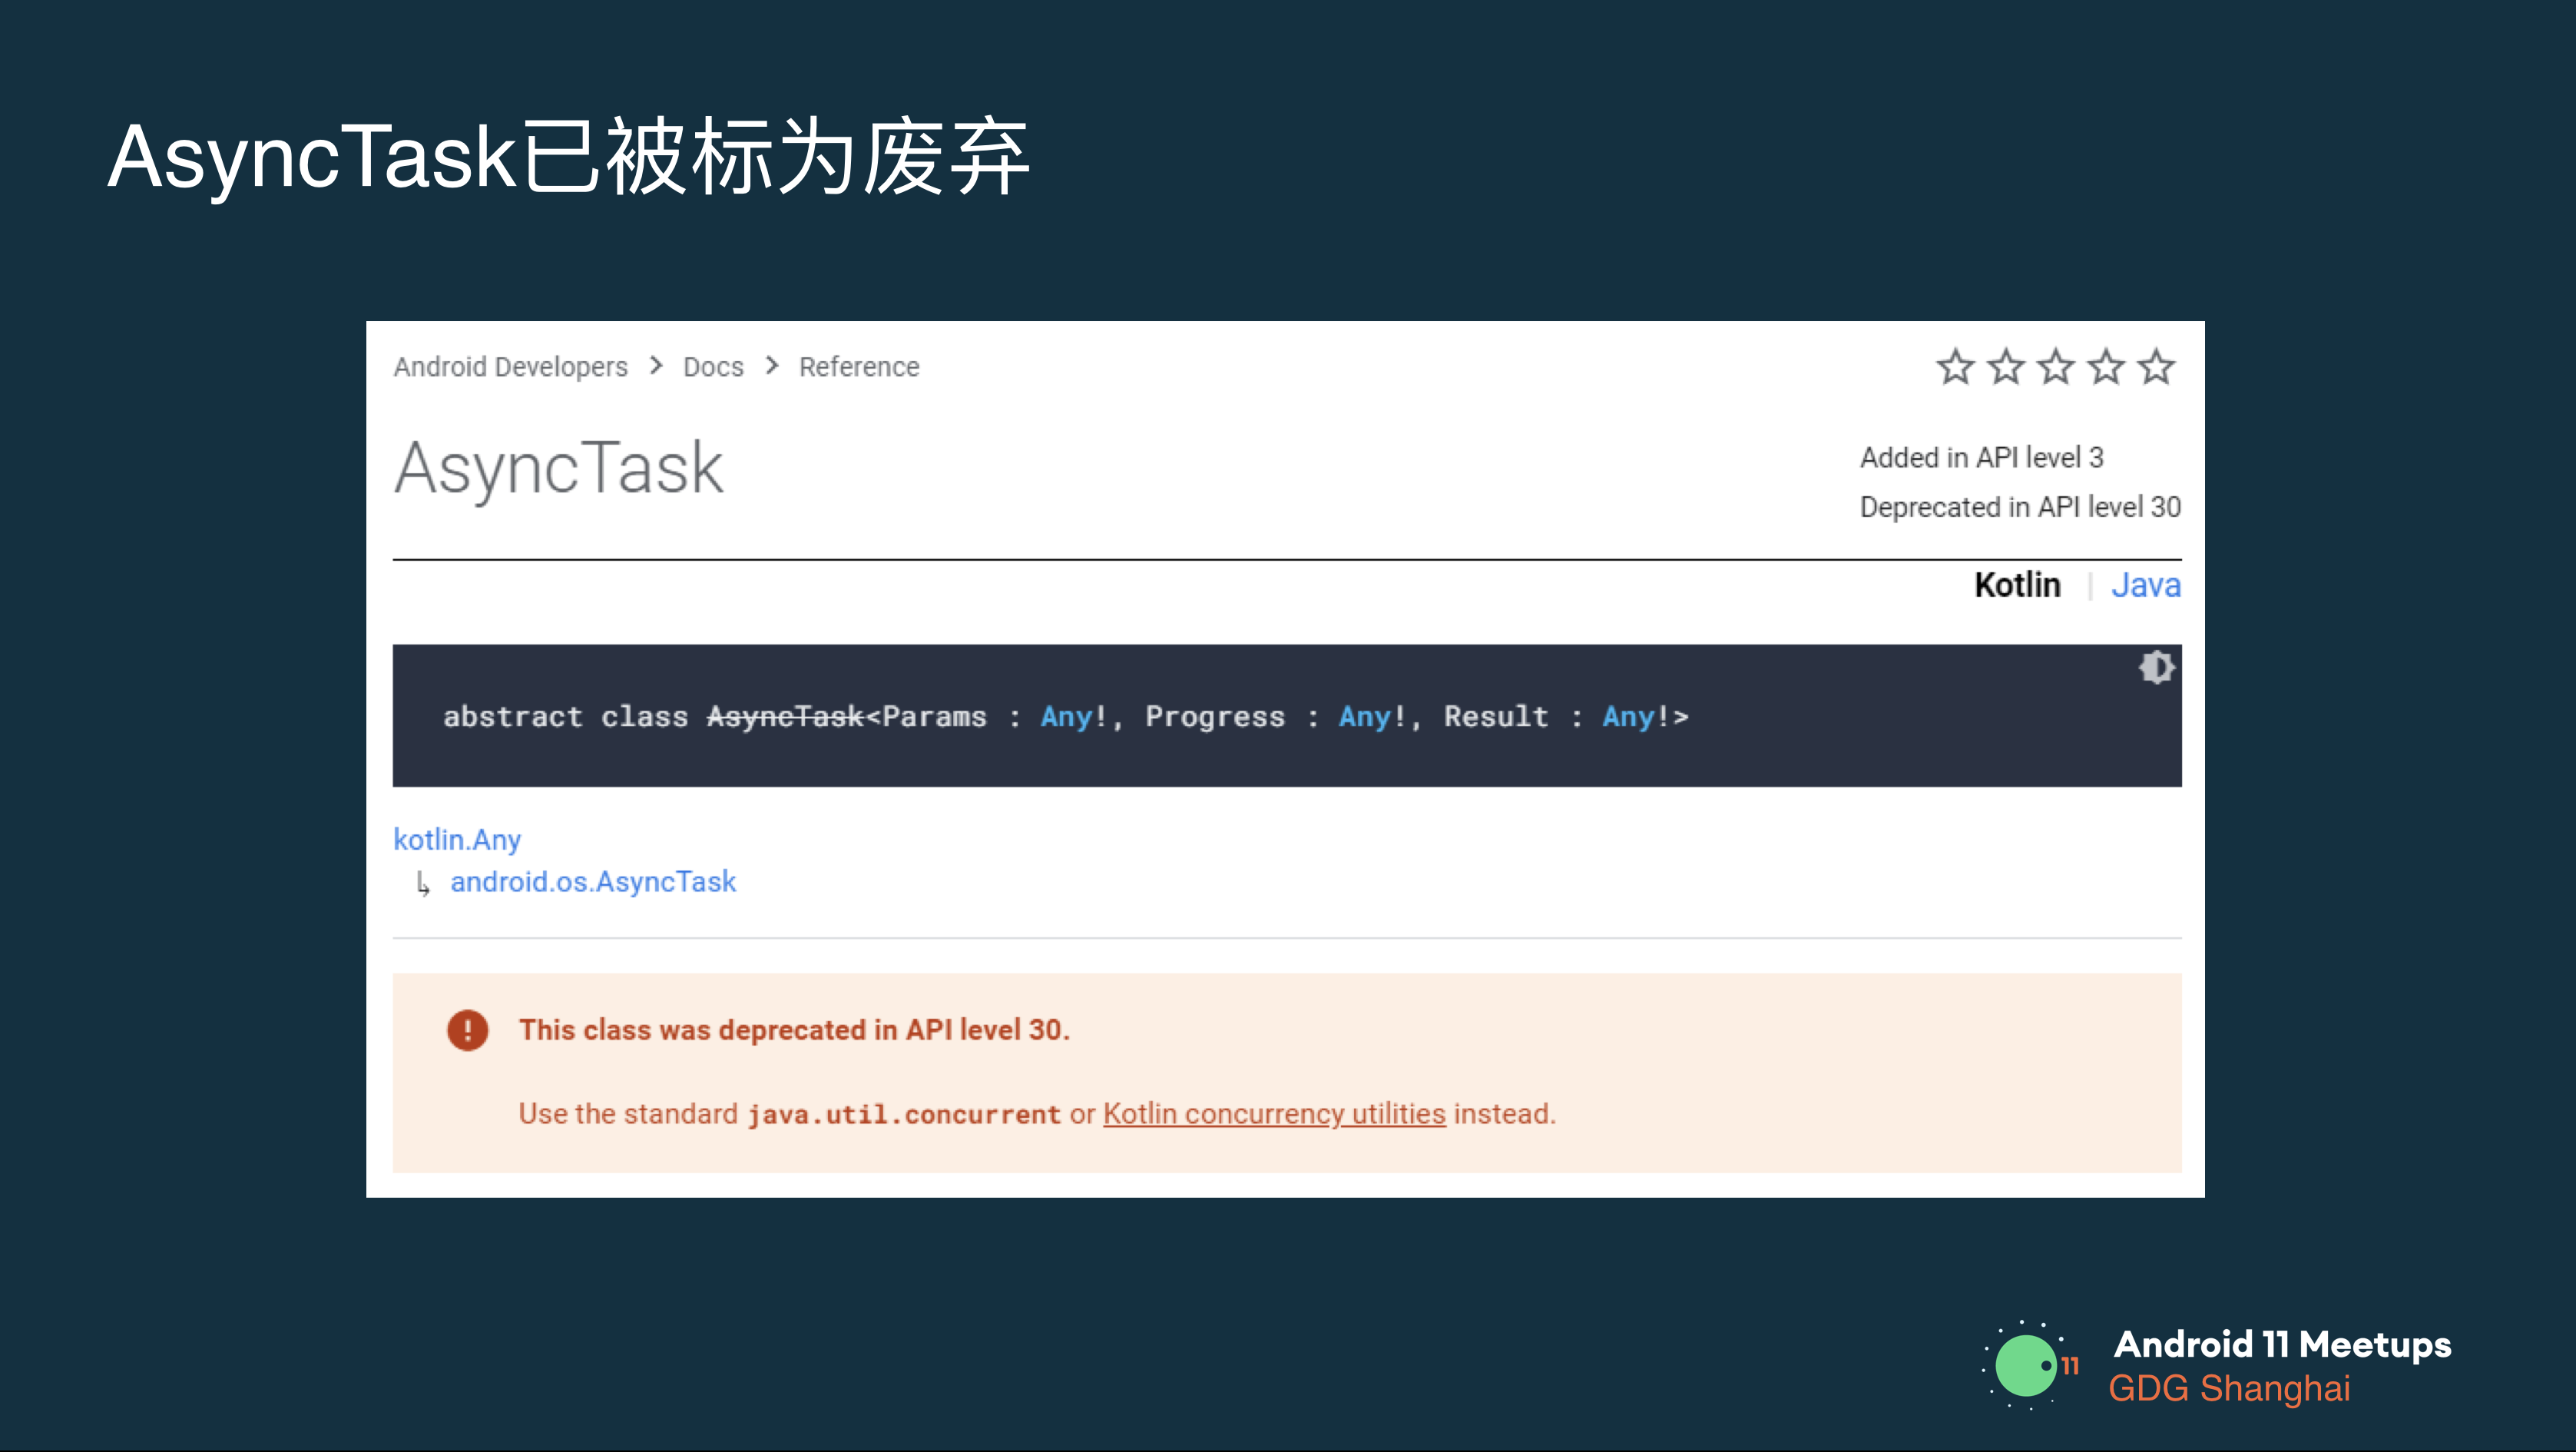 AsyncTask已被标为废弃
Android Developers > Docs > Reference
AsyncTask
Added in API level 3
Deprecated in API level 30
Kotlin | Java
abstract class AsyncTask<Params : Any!, Progress : Any!, Result : Any!>
kotlin.Any
↳ android.os.AsyncTask
This class was deprecated in API level 30.
Use the standard java.util.concurrent or Kotlin concurrency utilities instead.
11
Android 11 Meetups
GDG Shanghai